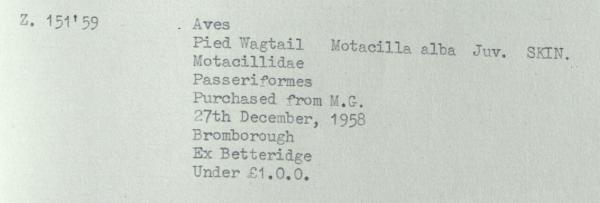 Z. 151'59 . Aves
Pied Wagtail Motacilla alba Juv. SKIN.
Motacillidae
Passeriformes
Purchased from M.G.
27th December, 1958
Bromborough
Ex Betteridge
Under £1.0.0.